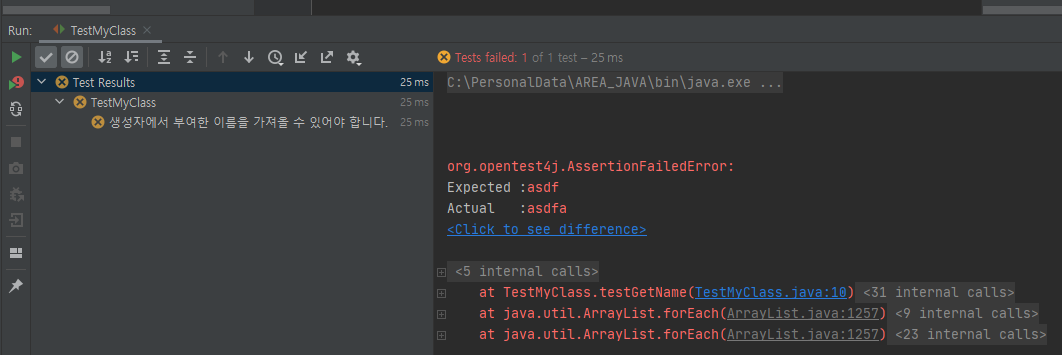 Run: TestMyClass
Tests failed: 1 of 1 test – 25 ms
Test Results 25 ms
TestMyClass 25 ms
생성자에서 부여한 이름을 가져올 수 있어야 합니다. 25 ms
C:\PersonalData\AREA_JAVA\bin\java.exe ...
org.opentest4j.AssertionFailedError:
Expected :asdf
Actual :asdfa
<Click to see difference>
<5 internal calls>
at TestMyClass.testGetName(TestMyClass.java:10) <31 internal calls>
at java.util.ArrayList.forEach(ArrayList.java:1257) <9 internal calls>
at java.util.ArrayList.forEach(ArrayList.java:1257) <23 internal calls>